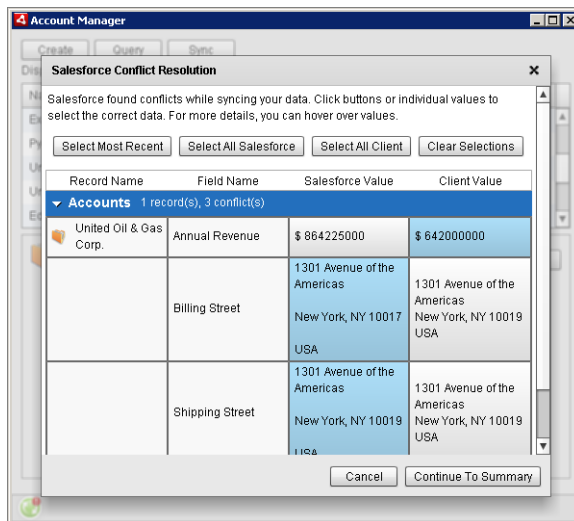 Account Manager
Create Query Sync
Salesforce Conflict Resolution
Salesforce found conflicts while syncing your data. Click buttons or individual values to
select the correct data. For more details, you can hover over values.
Select Most Recent Select All Salesforce Select All Client Clear Selections
Record Name Field Name Salesforce Value Client Value
Accounts 1 record(s), 3 conflict(s)
United Oil & Gas
Corp.
Annual Revenue
$ 864225000
$ 642000000
Billing Street
1301 Avenue of the
Americas
New York, NY 10017
USA
1301 Avenue of the
Americas
New York, NY 10019
USA
Shipping Street
1301 Avenue of the
Americas
New York, NY 10019
USA
1301 Avenue of the
Americas
New York, NY 10019
USA
Cancel Continue To Summary